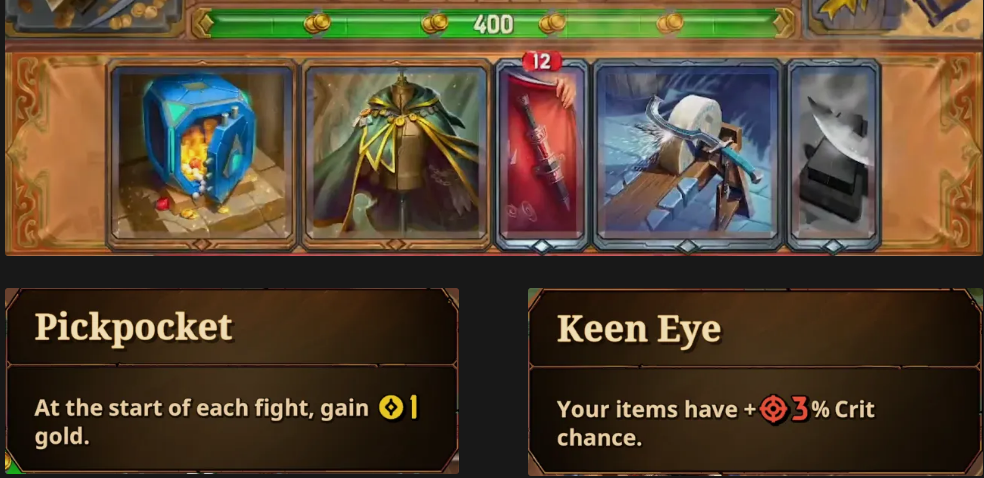 400
12
Pickpocket
At the start of each fight, gain 1
gold.
Keen Eye
Your items have + 3% Crit
chance.